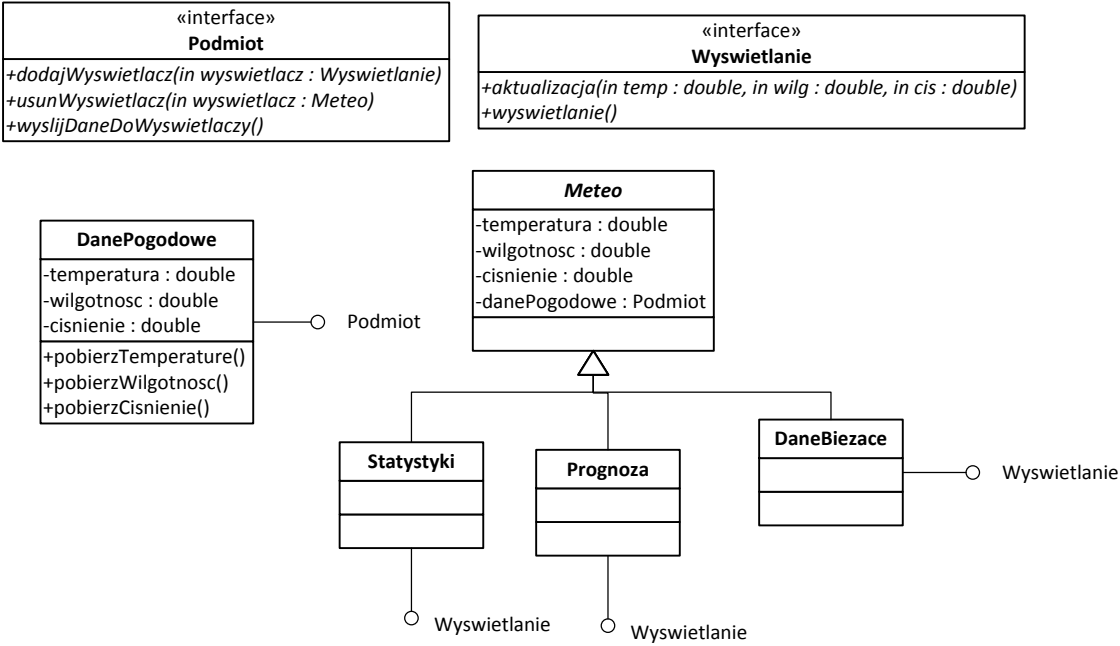 «interface»
Podmiot
+dodajWyswietlacz(in wyswietlacz : Wyswietlanie)
+usunWyswietlacz(in wyswietlacz : Meteo)
+wyslijDaneDoWyswietlaczy()
«interface»
Wyswietlanie
+aktualizacja(in temp : double, in wilg : double, in cis : double)
+wyswietlanie()
Meteo
-temperatura : double
-wilgotnosc : double
-cisnienie : double
-danePogodowe : Podmiot
DanePogodowe
-temperatura : double
-wilgotnosc : double
-cisnienie : double
+pobierzTemperature()
+pobierzWilgotnosc()
+pobierzCisnienie()
Podmiot
Statystyki
Prognoza
DaneBiezace
Wyswietlanie
Wyswietlanie
Wyswietlanie